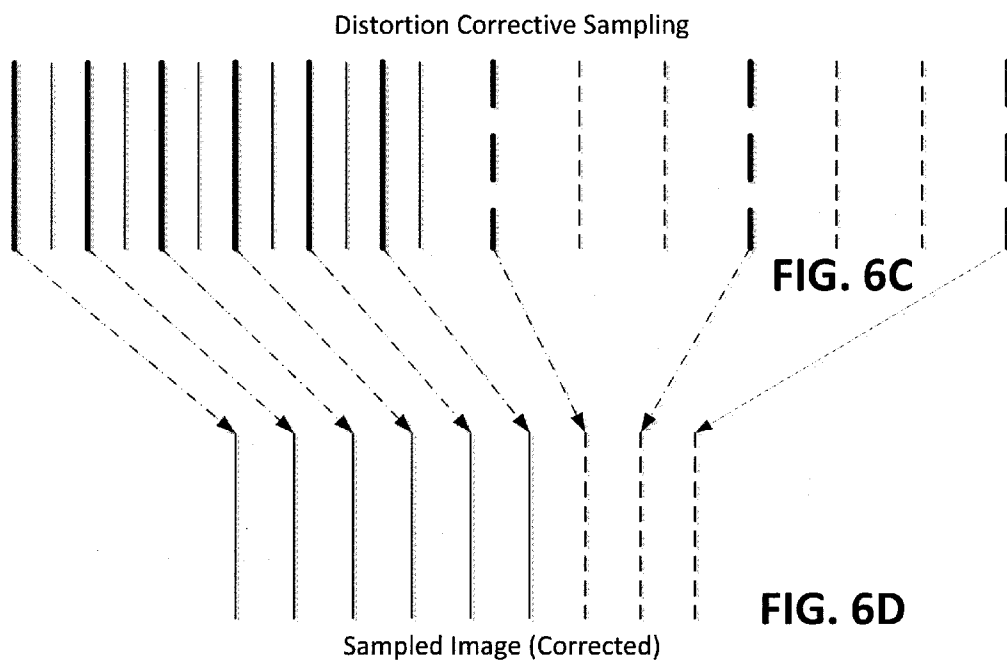 Distortion Corrective Sampling
FIG. 6C
FIG. 6D
Sampled Image (Corrected)